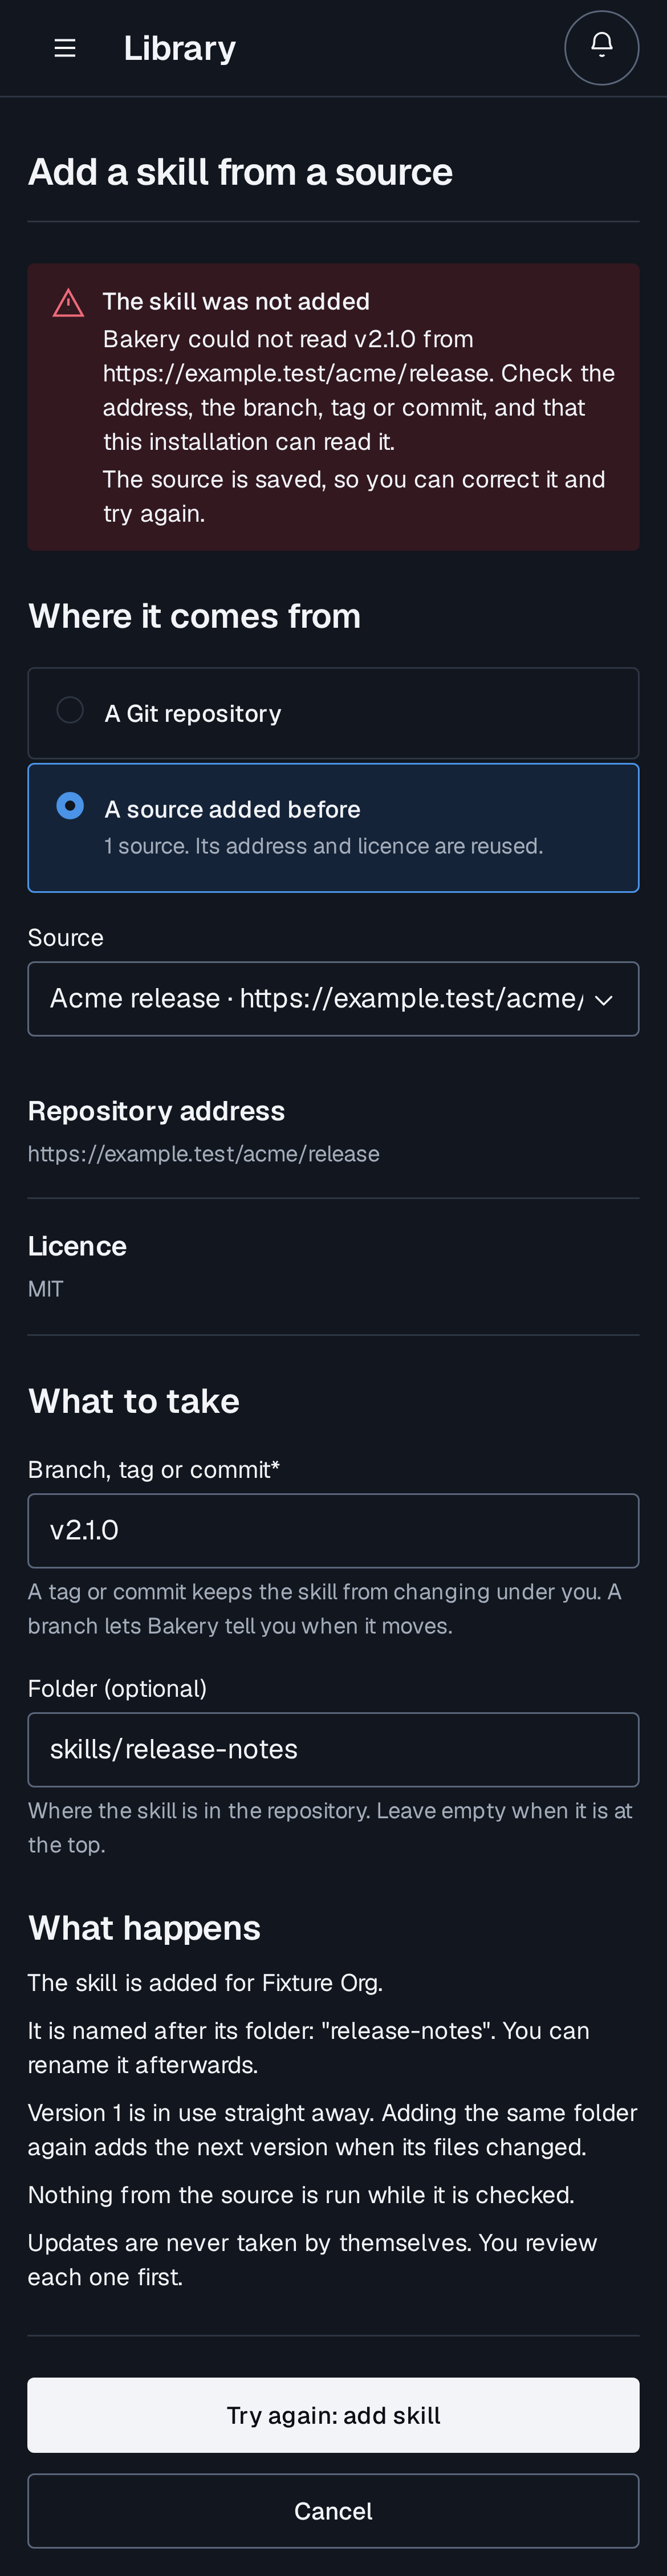 Library
Add a skill from a source
The skill was not added
Bakery could not read v2.1.0 from
https://example.test/acme/release. Check the
address, the branch, tag or commit, and that
this installation can read it.
The source is saved, so you can correct it and
try again.
Where it comes from
A Git repository
A source added before
1 source. Its address and licence are reused.
Source
Acme release · https://example.test/acme/
Repository address
https://example.test/acme/release
Licence
MIT
What to take
Branch, tag or commit*
v2.1.0
A tag or commit keeps the skill from changing under you. A
branch lets Bakery tell you when it moves.
Folder (optional)
skills/release-notes
Where the skill is in the repository. Leave empty when it is at
the top.
What happens
The skill is added for Fixture Org.
It is named after its folder: "release-notes". You can
rename it afterwards.
Version 1 is in use straight away. Adding the same folder
again adds the next version when its files changed.
Nothing from the source is run while it is checked.
Updates are never taken by themselves. You review
each one first.
Try again: add skill
Cancel